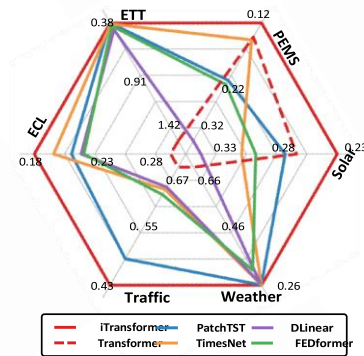 ETT
0.38
0.12
PEMS
0.91
0.22
ECL
1.42
0.32
0.18
0.23
0.28
0.33
0.28
0.23
Solar
0.67
0.66
0.55
0.46
0.43
0.26
Traffic
Weather
iTransformer PatchTST DLinear
Transformer TimesNet FEDformer